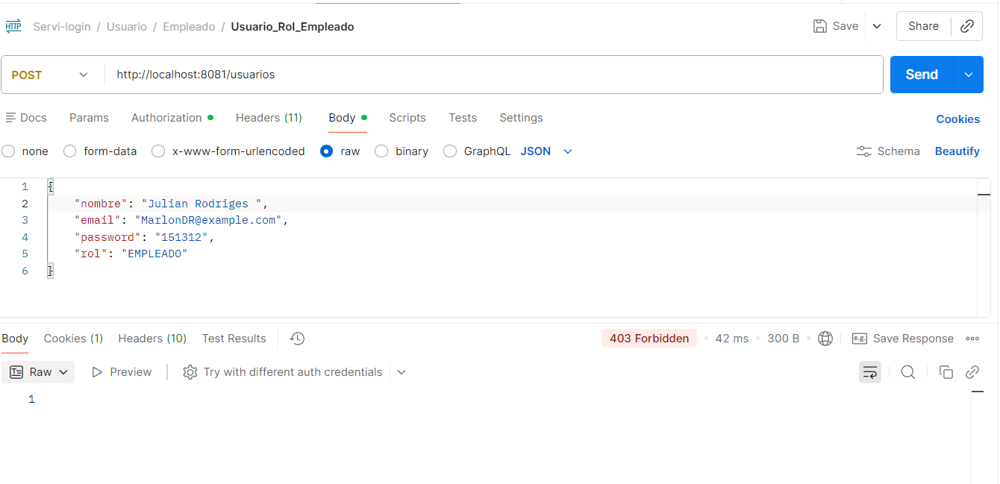 HTTP Servi-login / Usuario / Empleado / Usuario_Rol_Empleado Save Share
POST http://localhost:8081/usuarios Send
Docs Params Authorization Headers (11) Body Scripts Tests Settings Cookies
none form-data x-www-form-urlencoded raw binary GraphQL JSON Schema Beautify
1 {
2 "nombre": "Julian Rodriges ",
3 "email": "MarlonDR@example.com",
4 "password": "151312",
5 "rol": "EMPLEADO"
6 }
Body Cookies (1) Headers (10) Test Results 403 Forbidden • 42 ms • 300 B • e.g. Save Response
Raw Preview Try with different auth credentials
1